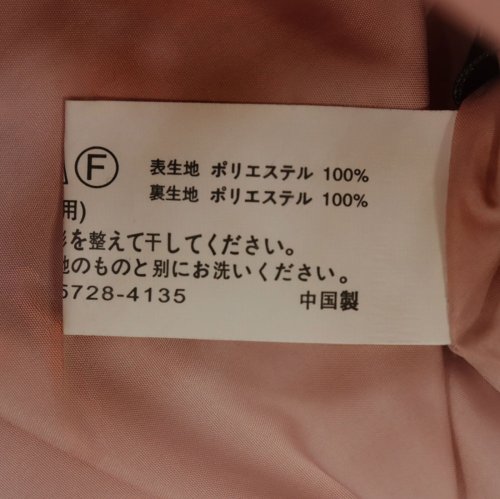 Ⓕ 表生地 ポリエステル 100%
裏生地 ポリエステル 100%
用)
を整えて干してください。
地のものと別にお洗いください。
5728-4135 中国製